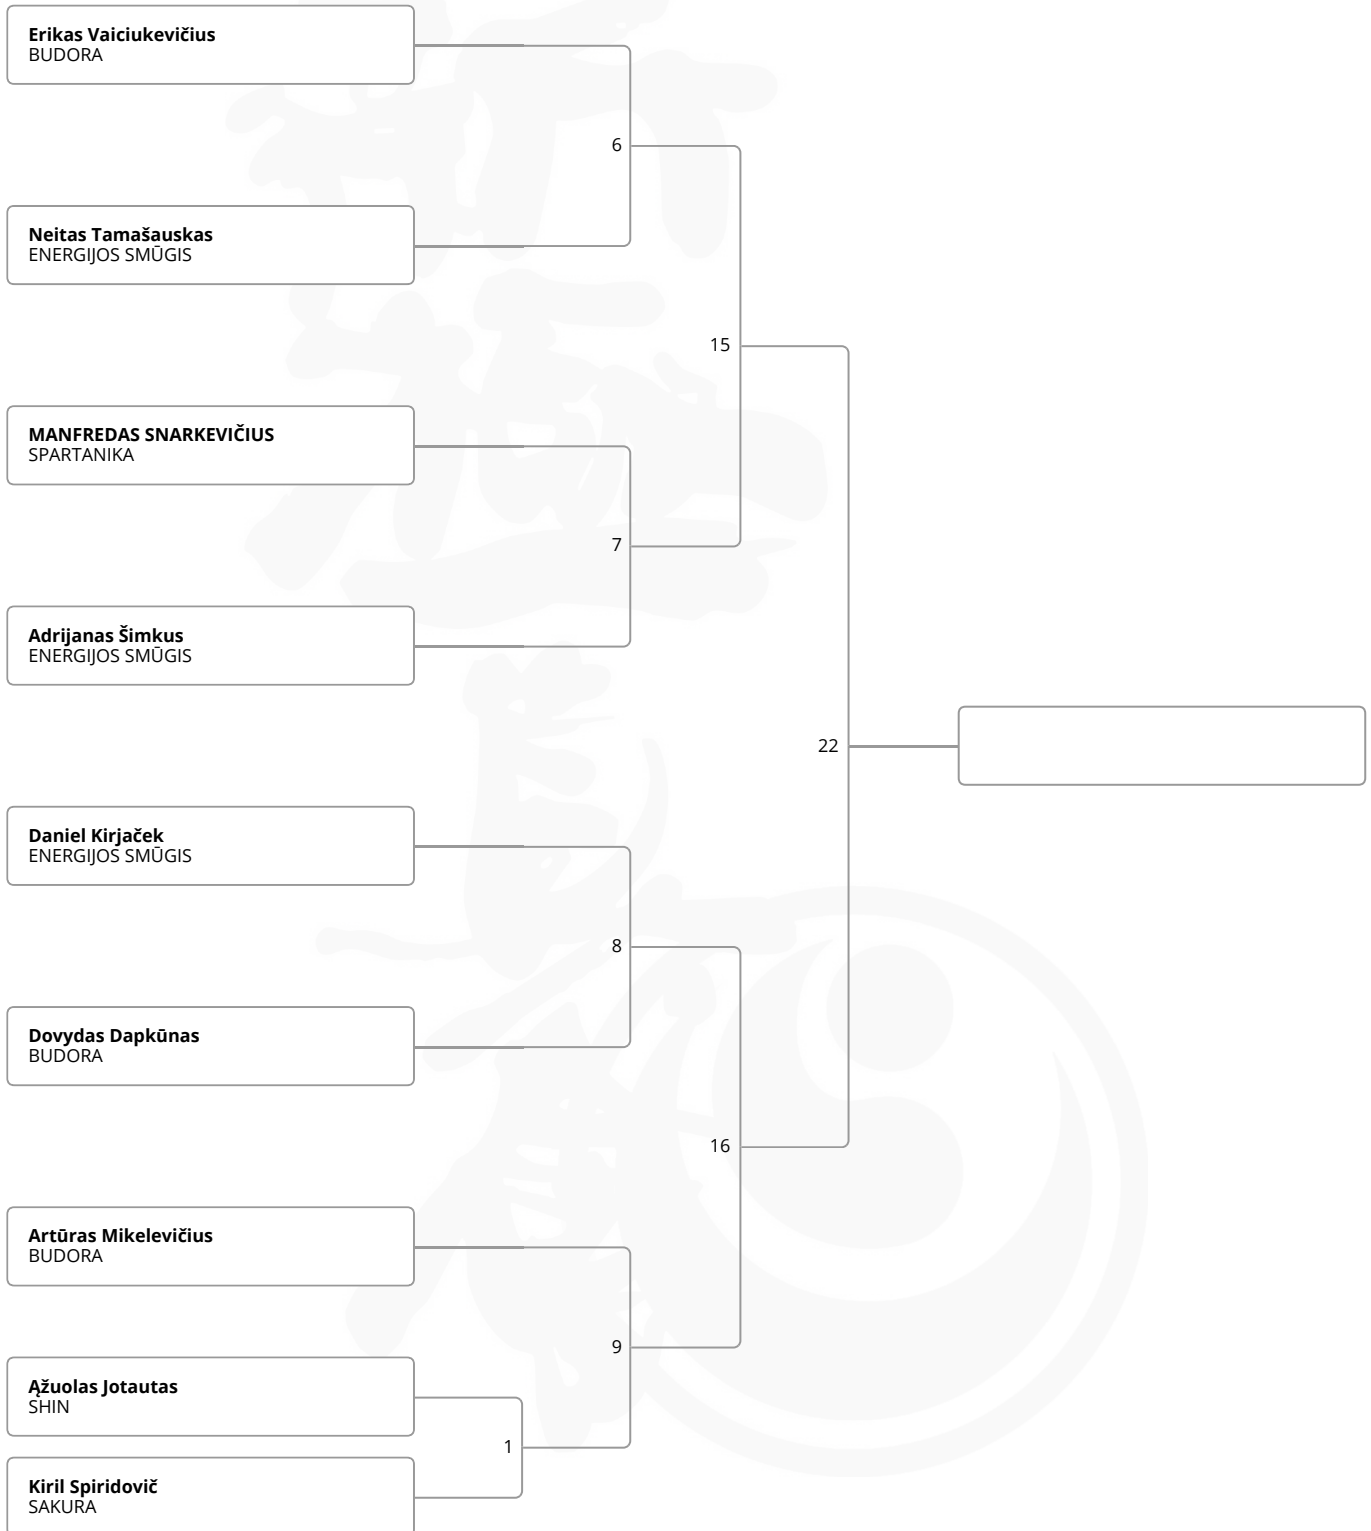 Erikas Vaiciukevičius
BUDORA
6
Neitas Tamašauskas
ENERGIJOS SMŪGIS
15
MANFREDAS SNARKEVIČIUS
SPARTANIKA
7
Adrijanas Šimkus
ENERGIJOS SMŪGIS
22
Daniel Kirjaček
ENERGIJOS SMŪGIS
8
Dovydas Dapkūnas
BUDORA
16
Artūras Mikelevičius
BUDORA
9
Ąžuolas Jotautas
SHIN
1
Kiril Spiridovič
SAKURA